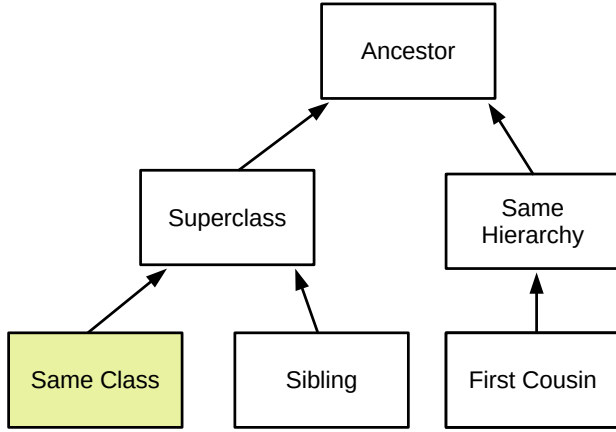 Ancestor
Superclass
Same
Hierarchy
Same Class
Sibling
First Cousin